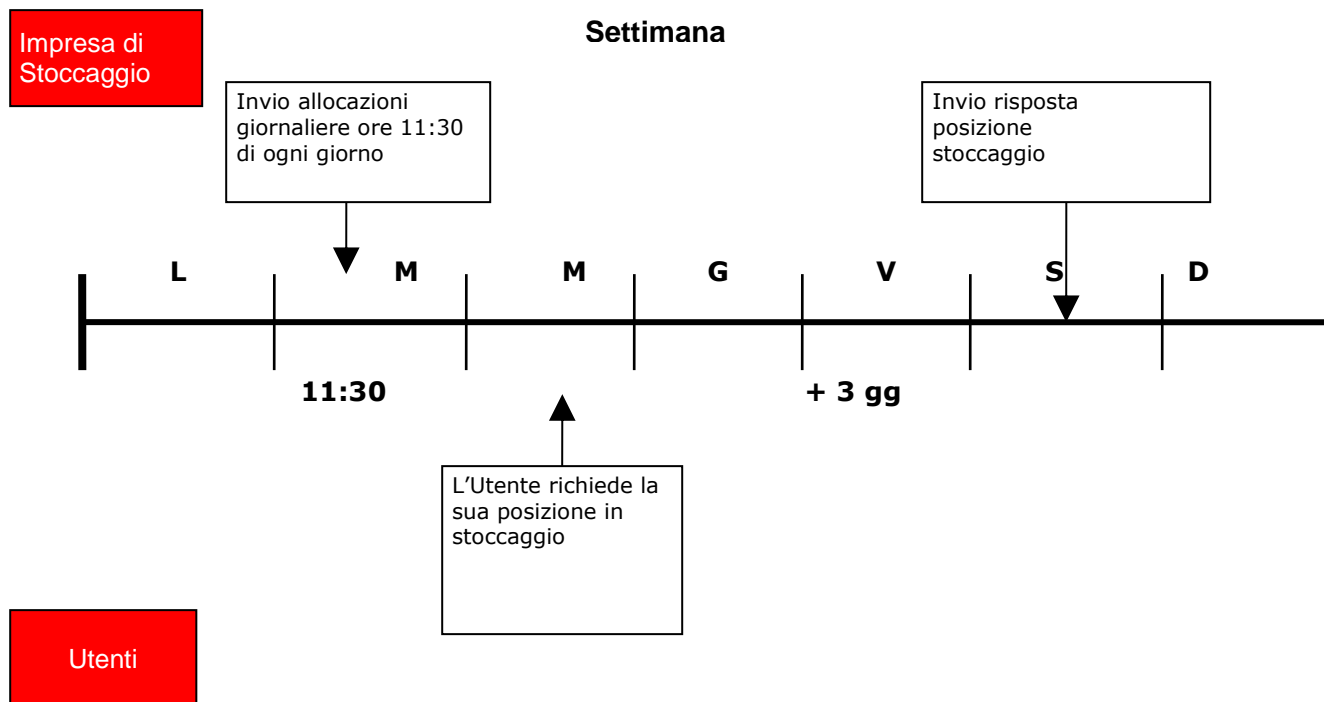 Impresa di
Stoccaggio
Settimana
Invio allocazioni
giornaliere ore 11:30
di ogni giorno
Invio risposta
posizione
stoccaggio
L M M G V S D
11:30 + 3 gg
L’Utente richiede la
sua posizione in
stoccaggio
Utenti